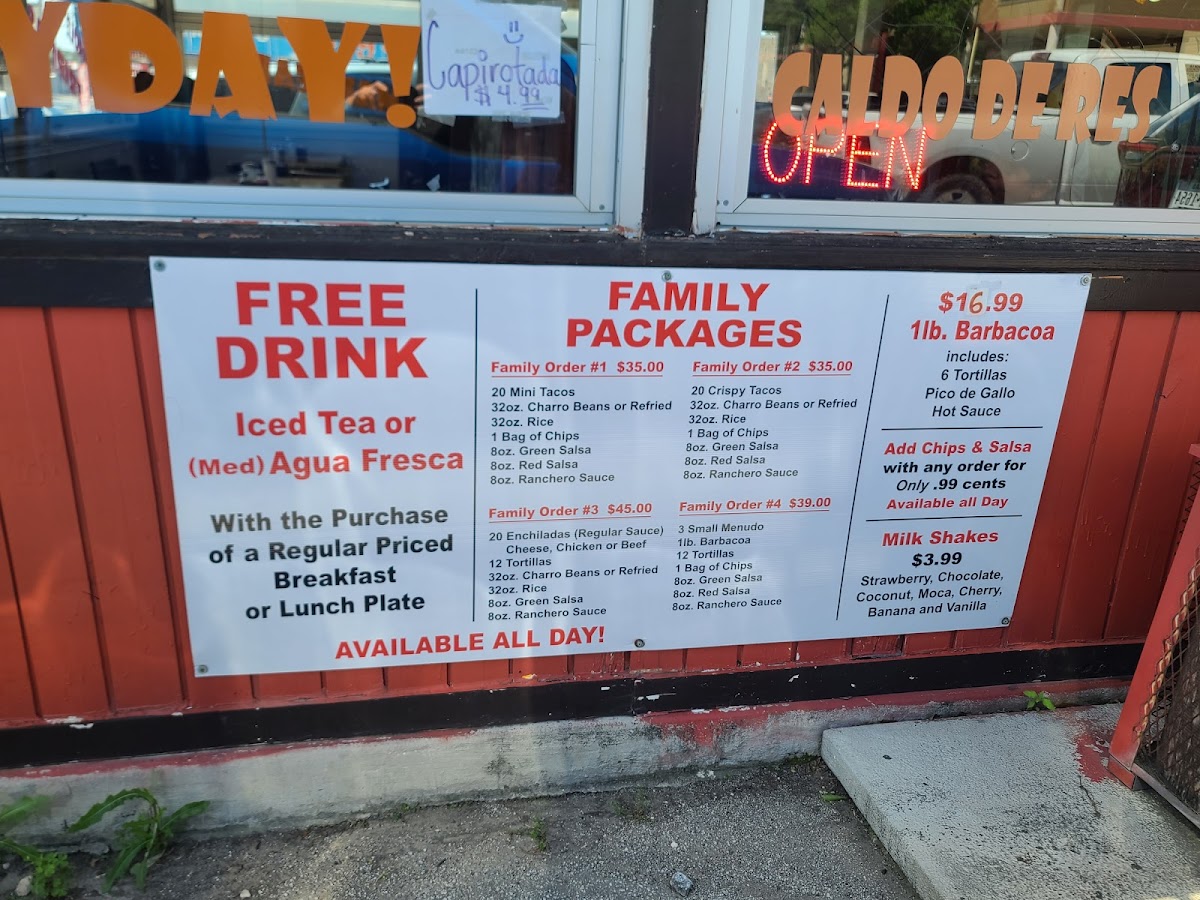 YDAY!
Capirotada
$4.99
CALDO DE RES
OPEN
FREE
DRINK
Iced Tea or
(Med) Agua Fresca
With the Purchase
of a Regular Priced
Breakfast
or Lunch Plate
FAMILY
PACKAGES
Family Order #1 $35.00
20 Mini Tacos
32oz. Charro Beans or Refried
32oz. Rice
1 Bag of Chips
8oz. Green Salsa
8oz. Red Salsa
8oz. Ranchero Sauce
Family Order #2 $35.00
20 Crispy Tacos
32oz. Charro Beans or Refried
32oz. Rice
1 Bag of Chips
8oz. Green Salsa
8oz. Red Salsa
8oz. Ranchero Sauce
Family Order #3 $45.00
20 Enchiladas (Regular Sauce)
Cheese, Chicken or Beef
12 Tortillas
32oz. Charro Beans or Refried
32oz. Rice
8oz. Green Salsa
8oz. Ranchero Sauce
Family Order #4 $39.00
3 Small Menudo
1lb. Barbacoa
12 Tortillas
1 Bag of Chips
8oz. Green Salsa
8oz. Red Salsa
8oz. Ranchero Sauce
AVAILABLE ALL DAY!
$16.99
1lb. Barbacoa
includes:
6 Tortillas
Pico de Gallo
Hot Sauce
Add Chips & Salsa
with any order for
Only .99 cents
Available all Day
Milk Shakes
$3.99
Strawberry, Chocolate,
Coconut, Moca, Cherry,
Banana and Vanilla